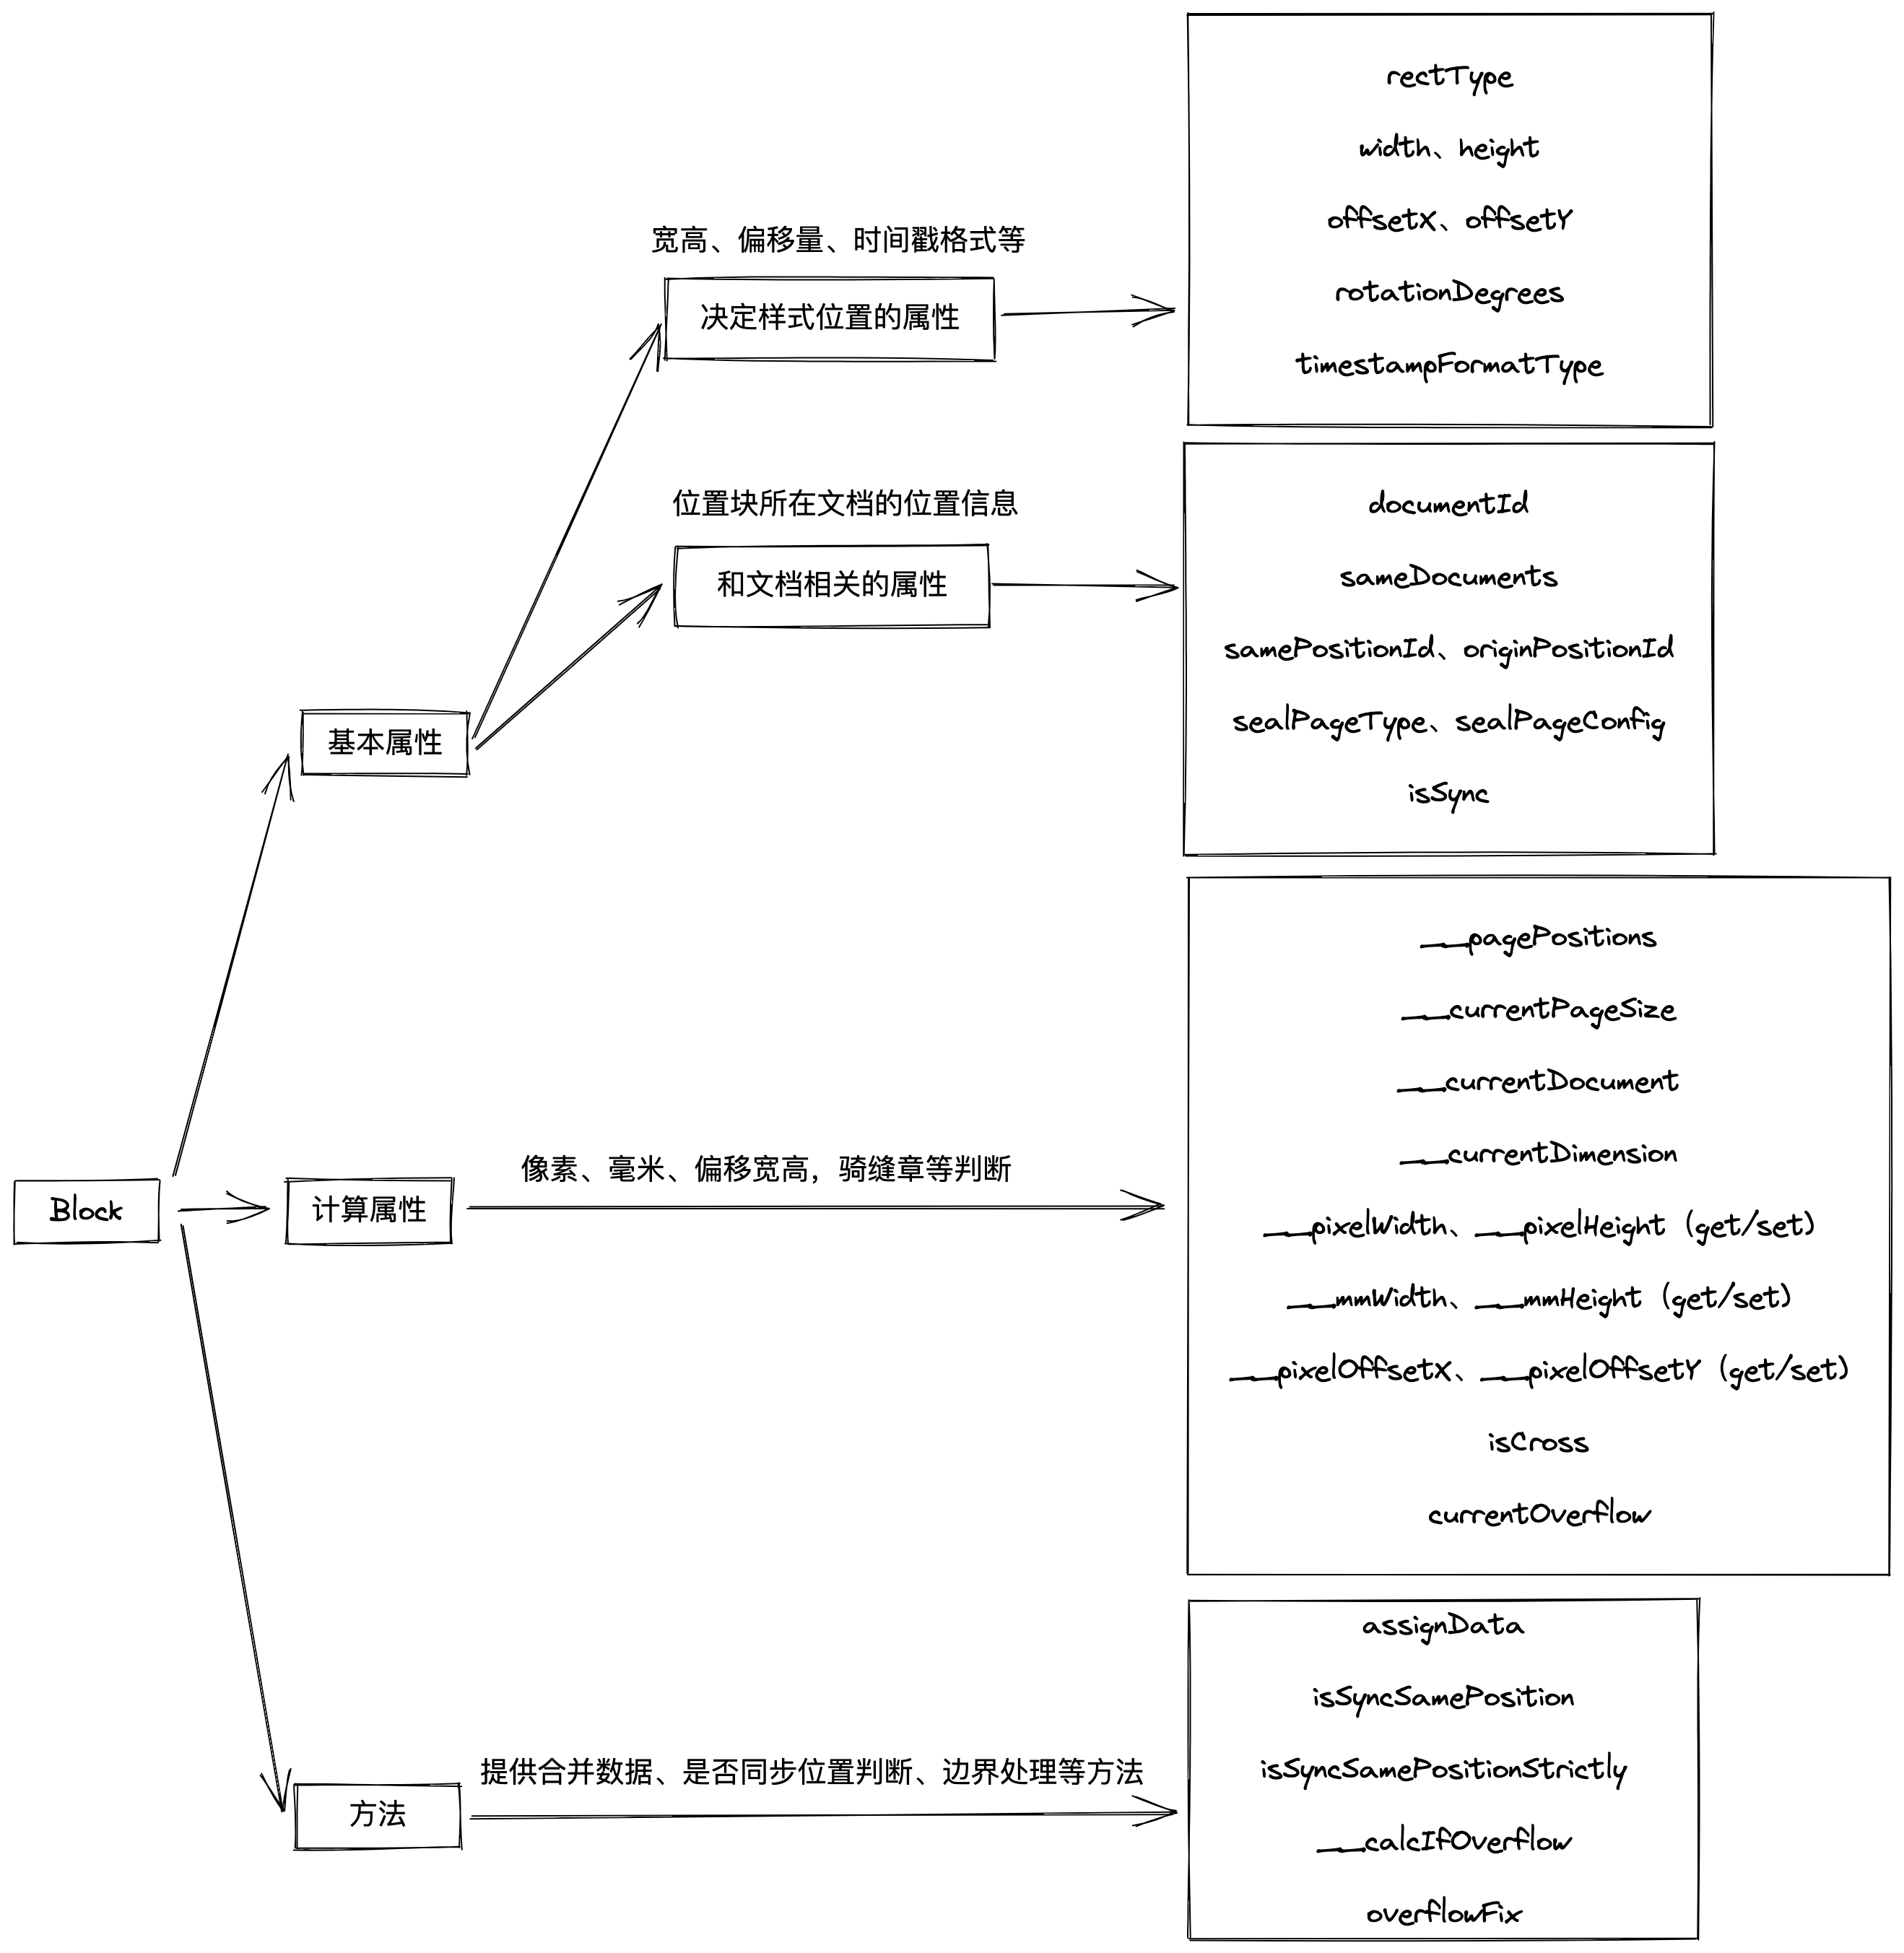 rectType
width、height
offsetX、offsetY
rotationDegrees
timestampFormatType
宽高、偏移量、时间戳格式等
决定样式位置的属性
位置块所在文档的位置信息
和文档相关的属性
documentId
sameDocuments
samePositionId、originPositionId
sealPageType、sealPageConfig
isSync
基本属性
__pagePositions
__currentPageSize
__currentDocument
__currentDimension
__pixelWidth、__pixelHeight (get/set)
__mmWidth、__mmHeight (get/set)
__pixelOffsetX、__pixelOffsetY (get/set)
isCross
currentOverflow
像素、毫米、偏移宽高，骑缝章等判断
Block
计算属性
提供合并数据、是否同步位置判断、边界处理等方法
方法
assignData
isSyncSamePosition
isSyncSamePositionStrictly
__calcIfOverflow
overflowFix